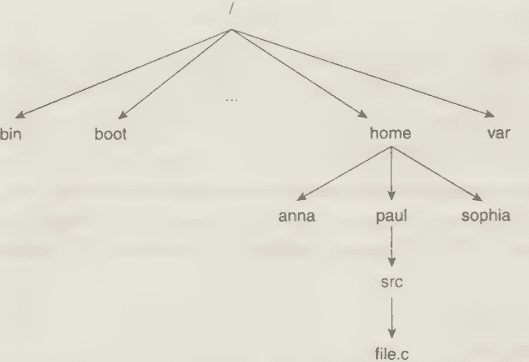 /
...
bin boot home var
anna paul sophia
src
file.c